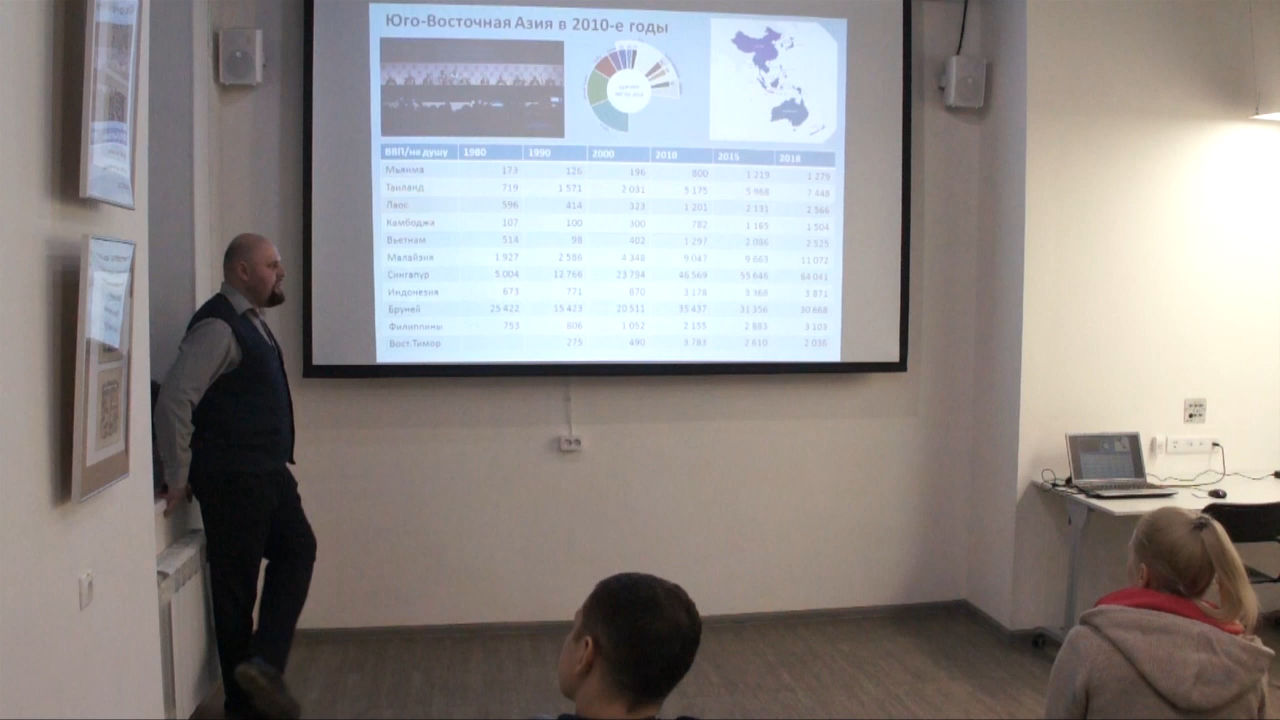 Юго-Восточная Азия в 2010-е годы
ВВП/на душу 1980 1990 2000 2010 2015 2018
Мьянма 173 126 196 800 1 219 1 279
Таиланд 719 1 571 2 031 5 175 5 968 7 448
Лаос 596 414 323 1 201 2 131 2 566
Камбоджа 107 100 300 782 1 165 1 504
Вьетнам 514 98 402 1 297 2 086 2 525
Малайзия 1 927 2 586 4 348 9 047 9 663 11 072
Сингапур 5 004 12 766 23 794 46 569 55 646 64 041
Индонезия 673 771 870 3 178 3 368 3 871
Бруней 25 422 15 423 20 511 35 437 31 356 30 668
Филиппины 753 806 1 052 2 155 2 883 3 103
Вост.Тимор 275 490 3 783 2 610 2 036